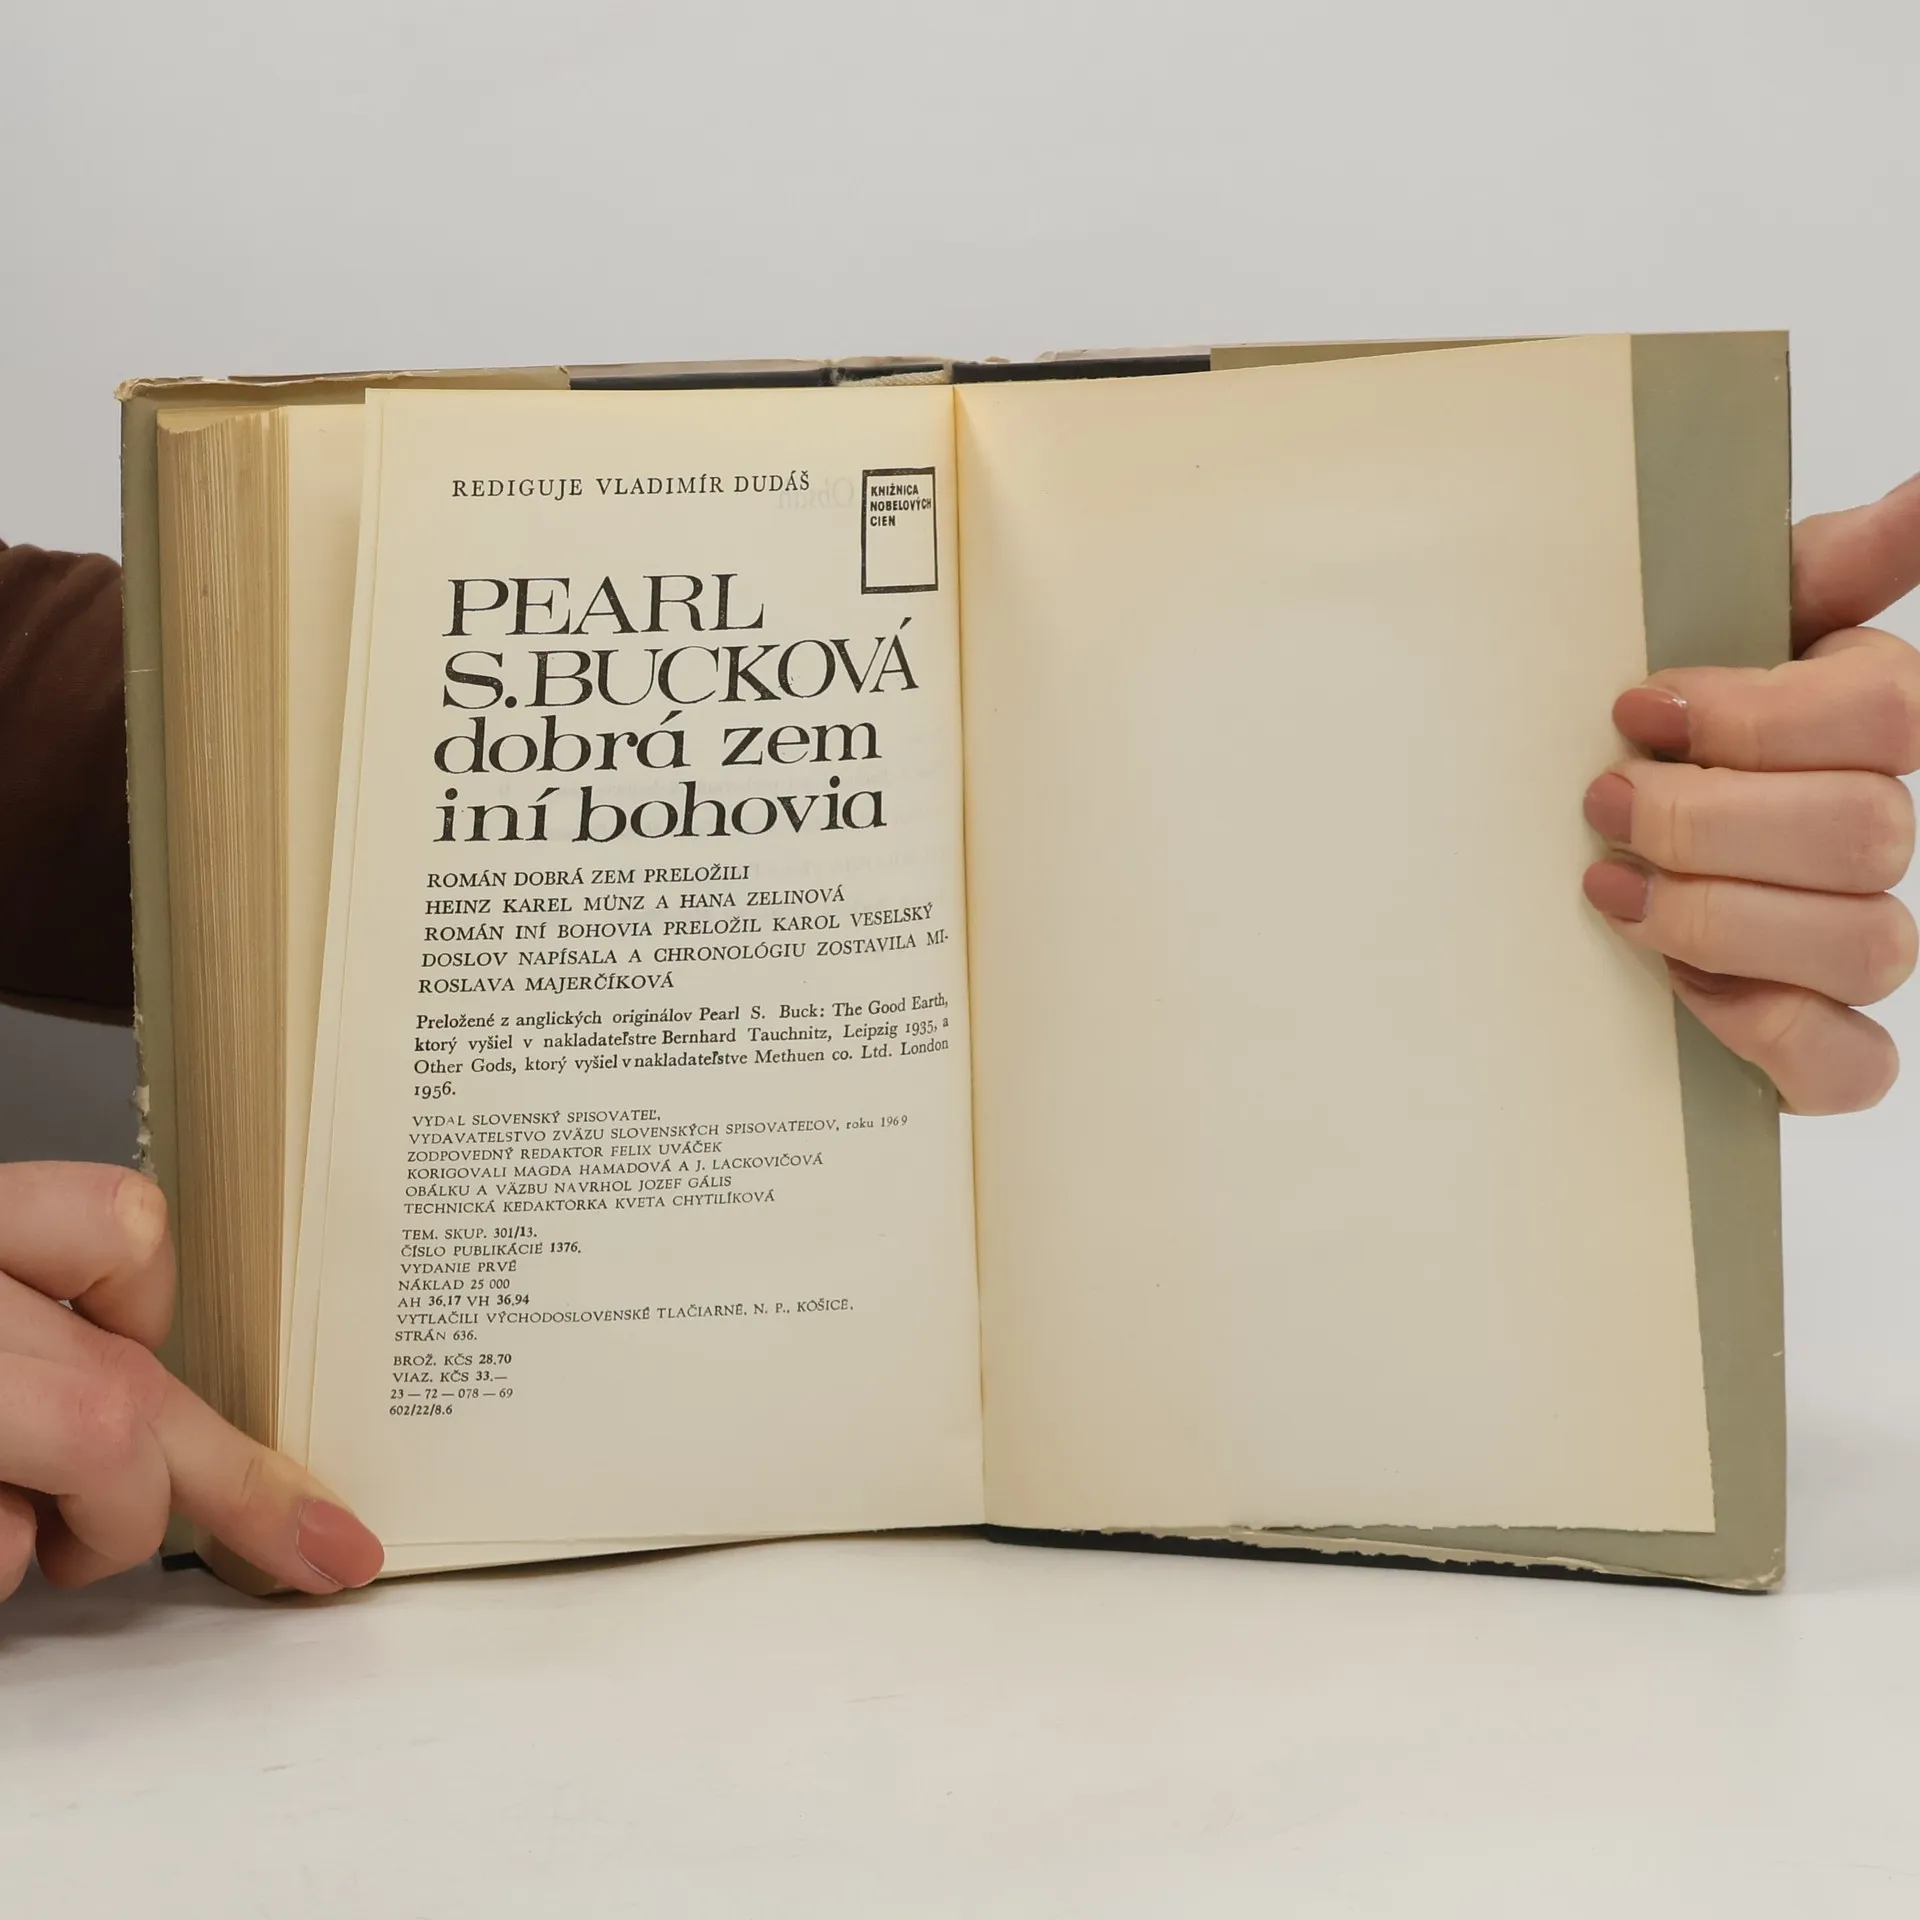 REDIGUJE VLADIMÍR DUDÁŠ
KNIŽNICA
NOBELOVÝCH
CIEN
PEARL
S. BUCKOVÁ
dobrá zem
iní bohovia
ROMÁN DOBRÁ ZEM PRELOŽILI
HEINZ KAREL MÜNZ A HANA ZELINOVÁ
ROMÁN INÍ BOHOVIA PRELOŽIL KAROL VESELSKÝ
DOSLOV NAPÍSALA A CHRONOLÓGIU ZOSTAVILA MI-
ROSLAVA MAJERČÍKOVÁ
Preložené z anglických originálov Pearl S. Buck: The Good Earth,
ktorý vyšiel v nakladateľstre Bernhard Tauchnitz, Leipzig 1935, a
Other Gods, ktorý vyšiel v nakladateľstve Methuen co. Ltd. London
1956.
VYDAL SLOVENSKÝ SPISOVATEĽ,
VYDAVATELSTVO ZVÄZU SLOVENSKÝCH SPISOVATEĽOV, roku 1969
ZODPOVEDNÝ REDAKTOR FELIX UVÁČEK
KORIGOVALI MAGDA HAMADOVÁ A J. LACKOVIČOVÁ
OBÁLKU A VÄZBU NAVRHOL JOZEF GÁLIS
TECHNICKÁ KEDAKTORKA KVETA CHYTILÍKOVÁ
TEM. SKUP. 301/13.
ČÍSLO PUBLIKÁCIE 1376.
VYDANIE PRVÉ
NÁKLAD 25 000
AH 36,17 VH 36,94
VYTLAČILI VÝCHODOSLOVENSKÉ TLAČIARNE, N. P., KOŠICE,
STRÁN 636.
BROŽ. KČS 28,70
VIAZ. KČS 33,—
23 — 72 — 078 — 69
602/22/8.6